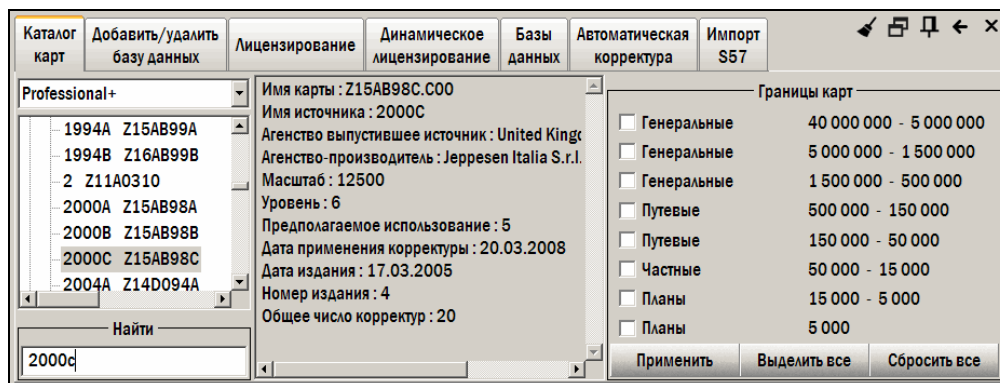 Каталог карт
Добавить/удалить базу данных
Лицензирование
Динамическое лицензирование
Базы данных
Автоматическая корректура
Импорт S57
Professional+
1994A Z15AB99A
1994B Z16AB99B
2 Z11A0310
2000A Z15AB98A
2000B Z15AB98B
2000C Z15AB98C
2004A Z14D094A
Найти
2000c
Имя карты : Z15AB98C.C00
Имя источника : 2000C
Агенство выпустившее источник : United Kingd
Агенство-производитель : Jeppesen Italia S.r.l.
Масштаб : 12500
Уровень : 6
Предполагаемое использование : 5
Дата применения корректуры : 20.03.2008
Дата издания : 17.03.2005
Номер издания : 4
Общее число корректур : 20
Границы карт
Генеральные 40 000 000 - 5 000 000
Генеральные 5 000 000 - 1 500 000
Генеральные 1 500 000 - 500 000
Путевые 500 000 - 150 000
Путевые 150 000 - 50 000
Частные 50 000 - 15 000
Планы 15 000 - 5 000
Планы 5 000
Применить
Выделить все
Сбросить все